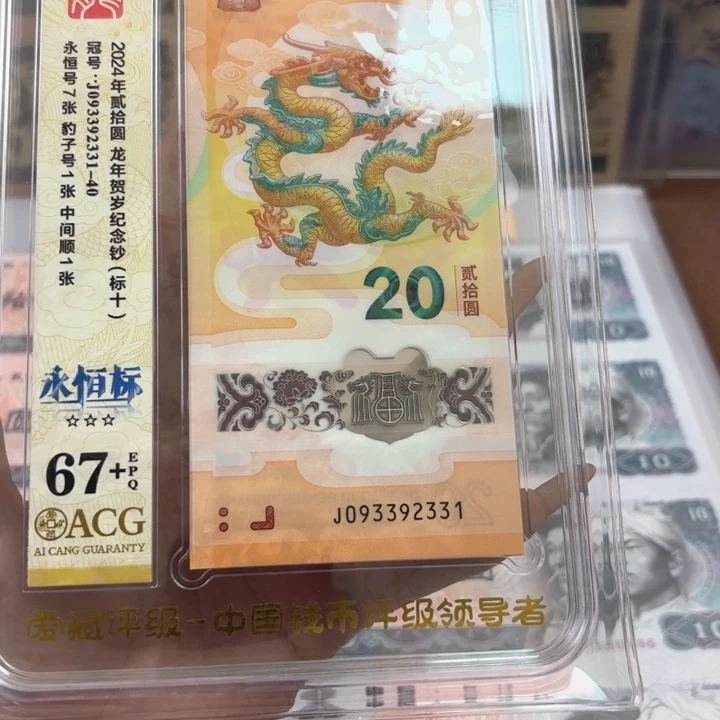 2024年贰拾圆 龙年贺岁纪念钞（标十）
冠号：J093392331-40
永恒号7张 豹子号1张 中间顺1张
永恒标
☆☆☆
67+EPQ
ACG
AI CANG GUARANTY
20
贰拾圆
J093392331
爱藏评级-中国钱币评级领导者
10
10
10